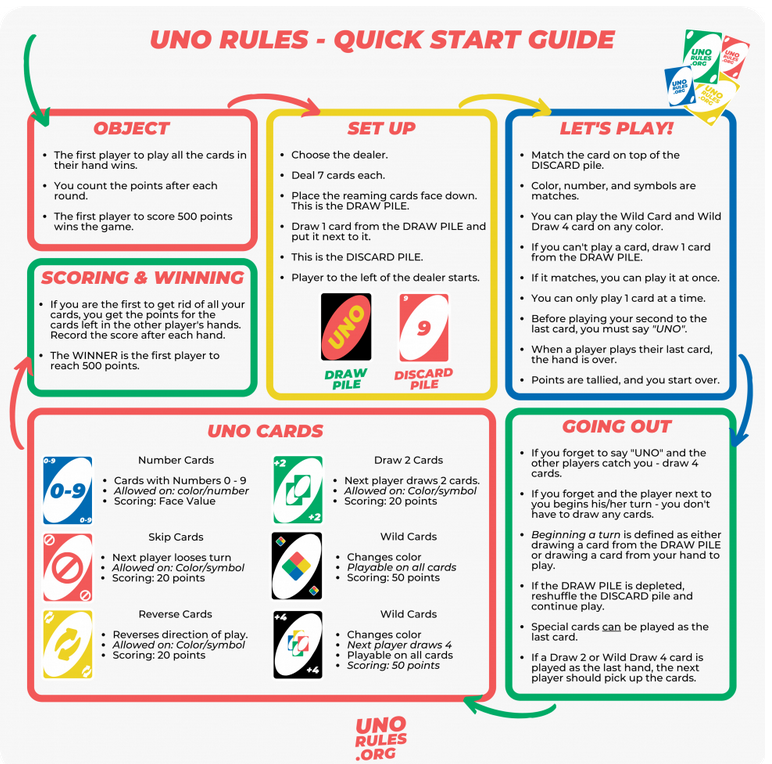 UNO RULES - QUICK START GUIDE
UNO
RULES
.ORG
UNO
RULES
.ORG
UNO
RULES
.ORG
UNO
RULES
.ORG
OBJECT
The first player to play all the cards in
their hand wins.
You count the points after each
round.
The first player to score 500 points
wins the game.
SCORING & WINNING
If you are the first to get rid of all your
cards, you get the points for the
cards left in the other player's hands.
Record the score after each hand.
The WINNER is the first player to
reach 500 points.
SET UP
Choose the dealer.
Deal 7 cards each.
Place the reaming cards face down.
This is the DRAW PILE.
Draw 1 card from the DRAW PILE and
put it next to it.
This is the DISCARD PILE.
Player to the left of the dealer starts.
UNO
9
9
DRAW
PILE
DISCARD
PILE
LET'S PLAY!
Match the card on top of the
DISCARD pile.
Color, number, and symbols are
matches.
You can play the Wild Card and Wild
Draw 4 card on any color.
If you can't play a card, draw 1 card
from the DRAW PILE.
If it matches, you can play it at once.
You can only play 1 card at a time.
Before playing your second to the
last card, you must say "UNO".
When a player plays their last card,
the hand is over.
Points are tallied, and you start over.
UNO CARDS
0-9
0-9
Number Cards
Cards with Numbers 0 - 9
Allowed on: color/number
Scoring: Face Value
Skip Cards
Next player looses turn
Allowed on: Color/symbol
Scoring: 20 points
Reverse Cards
Reverses direction of play.
Allowed on: Color/symbol
Scoring: 20 points
+2
+2
Draw 2 Cards
Next player draws 2 cards.
Allowed on: Color/symbol
Scoring: 20 points
Wild Cards
Changes color
Playable on all cards
Scoring: 50 points
+4
+4
Wild Cards
Changes color
Next player draws 4
Playable on all cards
Scoring: 50 points
GOING OUT
If you forget to say "UNO" and the
other players catch you - draw 4
cards.
If you forget and the player next to
you begins his/her turn - you don't
have to draw any cards.
Beginning a turn is defined as either
drawing a card from the DRAW PILE
or drawing a card from your hand to
play.
If the DRAW PILE is depleted,
reshuffle the DISCARD pile and
continue play.
Special cards can be played as the
last card.
If a Draw 2 or Wild Draw 4 card is
played as the last hand, the next
player should pick up the cards.
UNO
RULES
.ORG